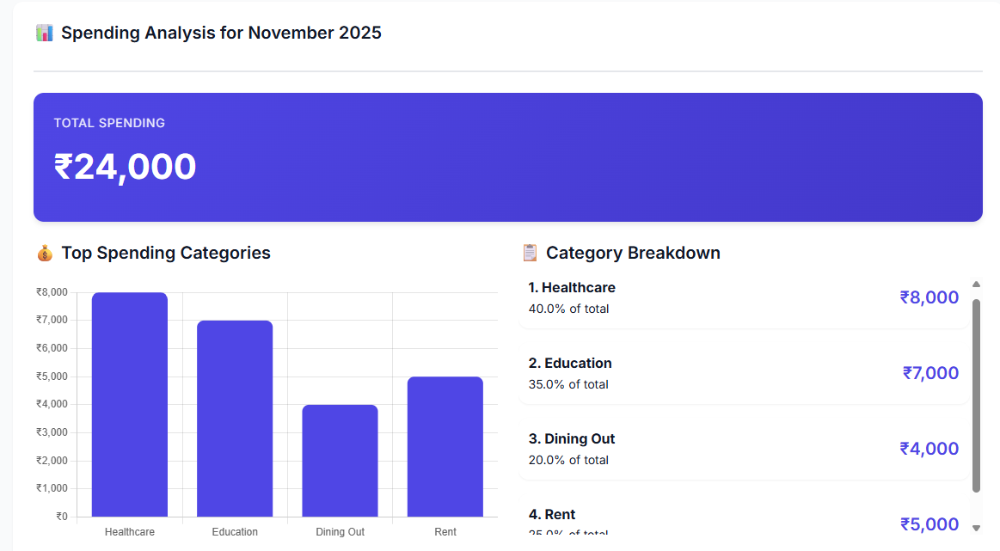 Spending Analysis for November 2025
TOTAL SPENDING
₹24,000
Top Spending Categories
₹8,000
₹7,000
₹6,000
₹5,000
₹4,000
₹3,000
₹2,000
₹1,000
₹0
Healthcare
Education
Dining Out
Rent
Category Breakdown
1. Healthcare
40.0% of total
₹8,000
2. Education
35.0% of total
₹7,000
3. Dining Out
20.0% of total
₹4,000
4. Rent
25.0% of total
₹5,000